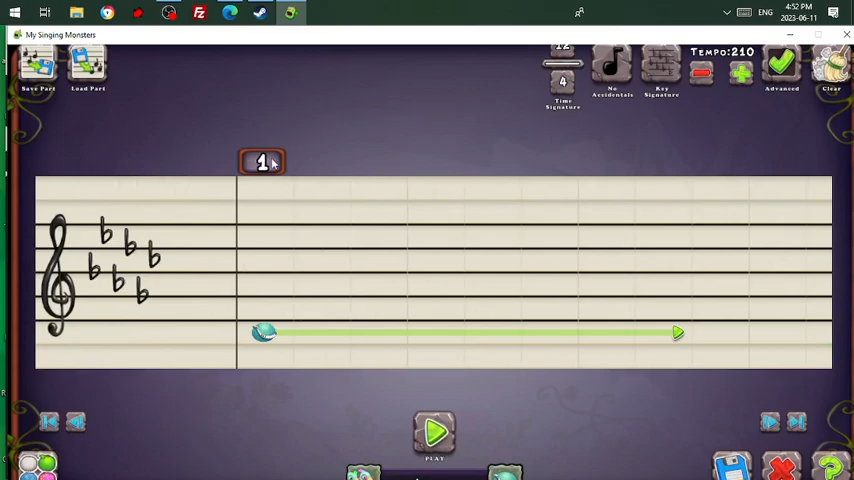 4:52 PM
ENG
2023-06-11
My Singing Monsters
12
4
Time
Signature
No
Accidentals
Key
Signature
TEMPO:210
Advanced
Clear
Save Part
Load Part
1
PLAY